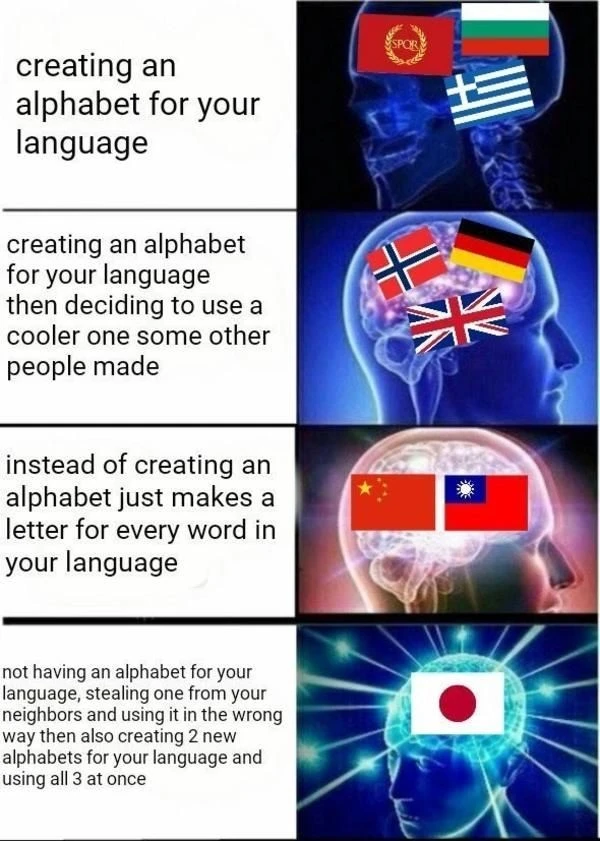 creating an
alphabet for your
language
SPQR
creating an alphabet
for your language
then deciding to use a
cooler one some other
people made
instead of creating an
alphabet just makes a
letter for every word in
your language
not having an alphabet for your
language, stealing one from your
neighbors and using it in the wrong
way then also creating 2 new
alphabets for your language and
using all 3 at once